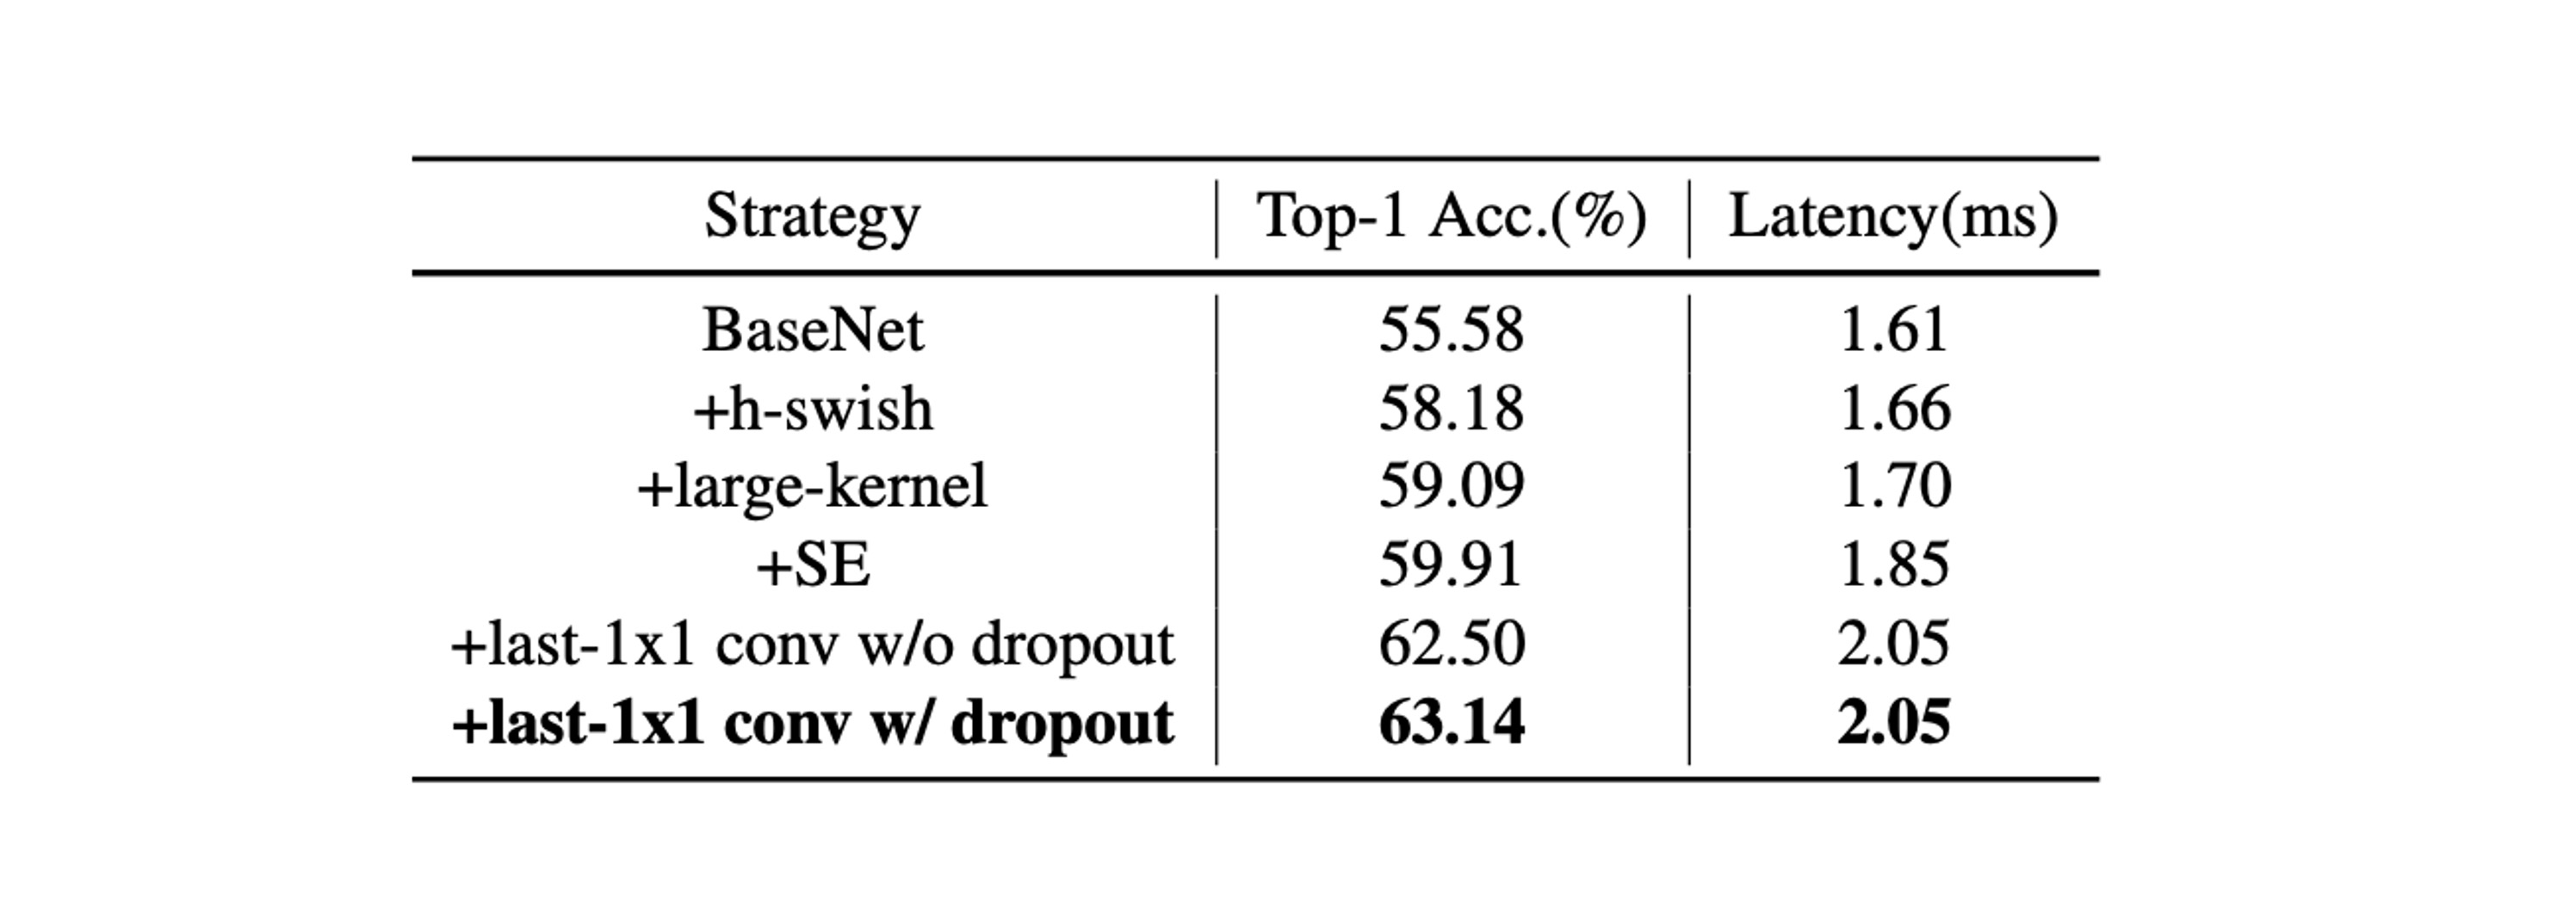 Strategy Top-1 Acc.(%) Latency(ms)
BaseNet 55.58 1.61
+h-swish 58.18 1.66
+large-kernel 59.09 1.70
+SE 59.91 1.85
+last-1x1 conv w/o dropout 62.50 2.05
+last-1x1 conv w/ dropout 63.14 2.05